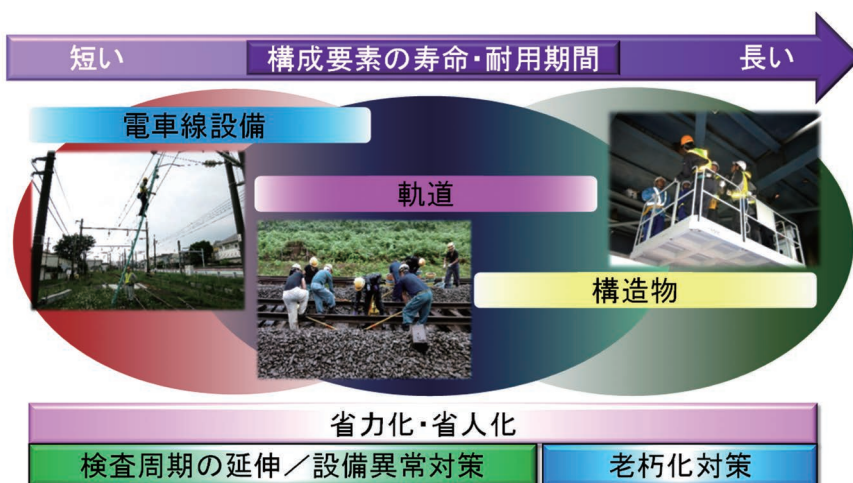 短い 構成要素の寿命・耐用期間 長い
電車線設備
軌道
構造物
省力化・省人化
検査周期の延伸／設備異常対策 老朽化対策